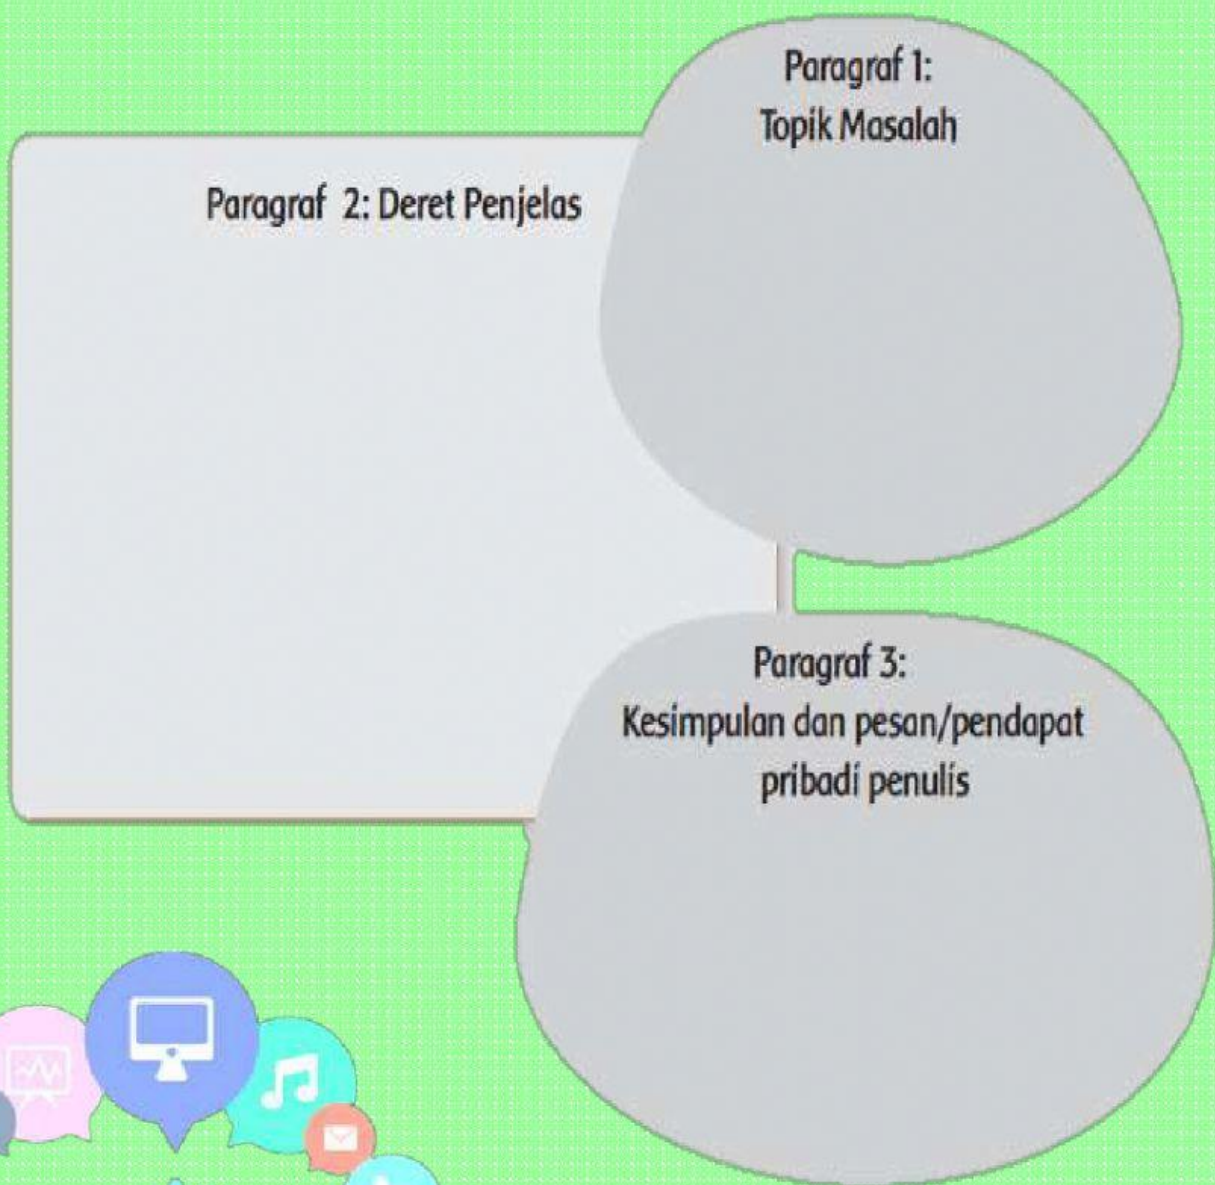 Paragraf 1:
Topik Masalah
Paragraf 2: Deret Penjelas
Paragraf 3:
Kesimpulan dan pesan/pendapat
pribadi penulis